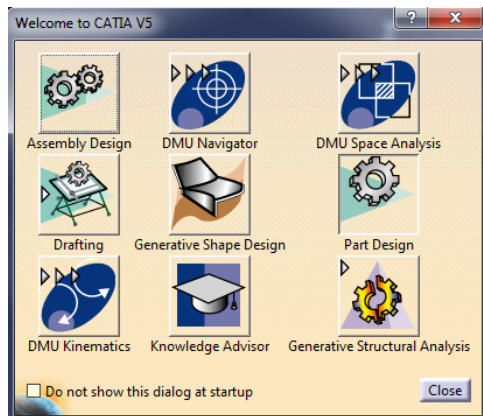 Welcome to CATIA V5
?
X
Assembly Design
DMU Navigator
DMU Space Analysis
Drafting
Generative Shape Design
Part Design
DMU Kinematics
Knowledge Advisor
Generative Structural Analysis
Do not show this dialog at startup
Close